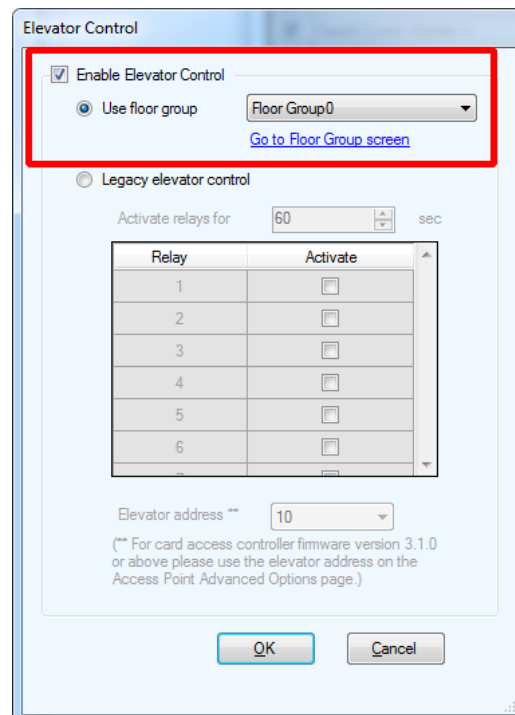 Elevator Control
Enable Elevator Control
Use floor group Floor Group0
Go to Floor Group screen
Legacy elevator control
Activate relays for 60 sec
Relay Activate
1
2
3
4
5
6
Elevator address ** 10
(** For card access controller firmware version 3.1.0
or above please use the elevator address on the
Access Point Advanced Options page.)
OK Cancel